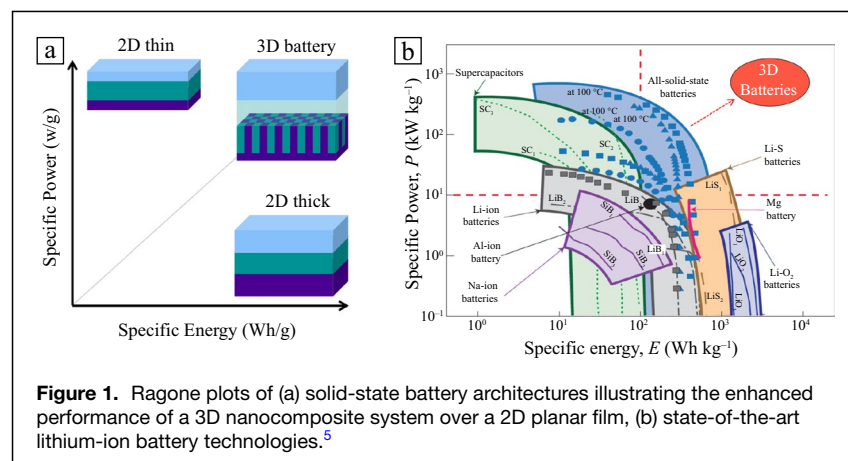 a
2D thin
3D battery
2D thick
Specific Power (w/g)
Specific Energy (Wh/g)
b
Supercapacitors
at 100 °C
All-solid-state
batteries
3D
Batteries
at 100 °C
at 100 °C
SC₁
SC₂
SC₁
Li-S
batteries
LiS₁
Mg
battery
LiB₂
LiB
Li-ion
batteries
SiB
Al-ion
battery
LiB₁
SiB
SiB
Na-ion
batteries
LiO₁
LiO₂
LiO
Li-O₂
batteries
LiS₂
Specific Power, P (kW kg⁻¹)
10³
10²
10¹
10⁰
10⁻¹
10⁰
10¹
10²
10³
10⁴
Specific energy, E (Wh kg⁻¹)
Figure 1. Ragone plots of (a) solid-state battery architectures illustrating the enhanced
performance of a 3D nanocomposite system over a 2D planar film, (b) state-of-the-art
lithium-ion battery technologies.⁵